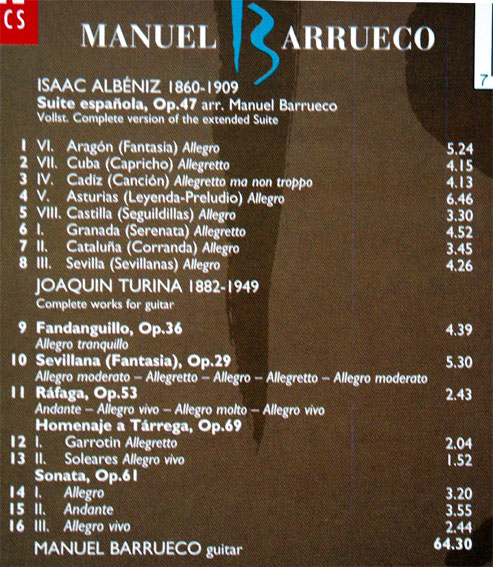 CS
MANUEL BARRUECO
7
ISAAC ALBÉNIZ 1860-1909
Suite española, Op.47 arr. Manuel Barrueco
Vollst. Complete version of the extended Suite
1 VI. Aragón (Fantasia) Allegro 5.24
2 VII. Cuba (Capricho) Allegretto 4.15
3 IV. Cadíz (Canción) Allegretto ma non troppo 4.13
4 V. Asturias (Leyenda-Preludio) Allegro 6.46
5 VIII. Castilla (Seguildillas) Allegro 3.30
6 I. Granada (Serenata) Allegretto 4.52
7 II. Cataluña (Corranda) Allegro 3.45
8 III. Sevilla (Sevillanas) Allegro 4.26
JOAQUIN TURINA 1882-1949
Complete works for guitar
9 Fandanguillo, Op.36 4.39
Allegro tranquillo
10 Sevillana (Fantasia), Op.29 5.30
Allegro moderato – Allegretto – Allegro – Allegretto – Allegro moderato
11 Ráfaga, Op.53 2.43
Andante – Allegro vivo – Allegro molto – Allegro vivo
Homenaje a Tárrega, Op.69
12 I. Garrotin Allegretto 2.04
13 II. Soleares Allegro vivo 1.52
Sonata, Op.61
14 I. Allegro 3.20
15 II. Andante 3.55
16 III. Allegro vivo 2.44
MANUEL BARRUECO guitar 64.30